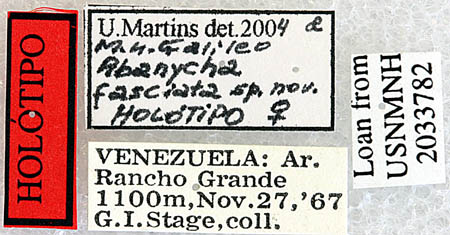 HOLÓTIPO
U.Martins det.2004 &
M.H.Galileo
Abanycha
fasciata sp. nov.
HOLÓTIPO ♀
VENEZUELA: Ar.
Rancho Grande
1100m,Nov.27,'67
G.I.Stage,coll.
Loan from
USNMNH
2033782